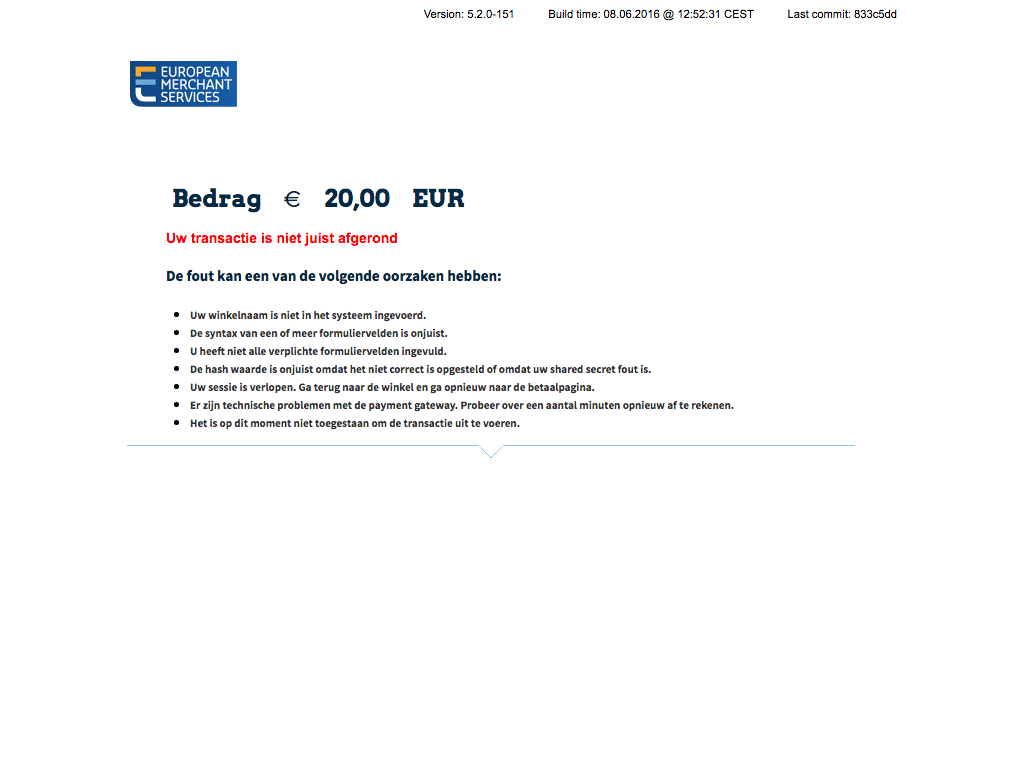 Version: 5.2.0-151 Build time: 08.06.2016 @ 12:52:31 CEST Last commit: 833c5dd
EUROPEAN
MERCHANT
SERVICES
Bedrag € 20,00 EUR
Uw transactie is niet juist afgerond
De fout kan een van de volgende oorzaken hebben:
Uw winkelnaam is niet in het systeem ingevoerd.
De syntax van een of meer formuliervelden is onjuist.
U heeft niet alle verplichte formuliervelden ingevuld.
De hash waarde is onjuist omdat het niet correct is opgesteld of omdat uw shared secret fout is.
Uw sessie is verlopen. Ga terug naar de winkel en ga opnieuw naar de betaalpagina.
Er zijn technische problemen met de payment gateway. Probeer over een aantal minuten opnieuw af te rekenen.
Het is op dit moment niet toegestaan om de transactie uit te voeren.